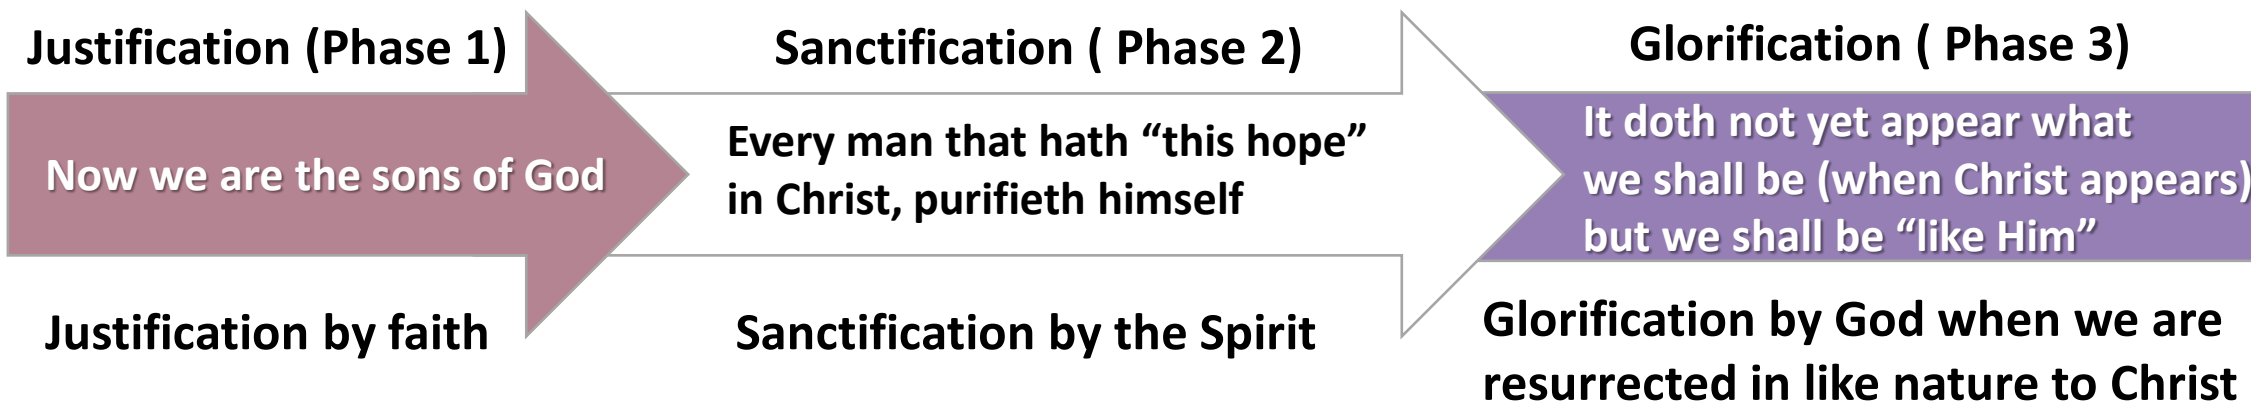 Justification (Phase 1)
Now we are the sons of God
Justification by faith
Sanctification ( Phase 2)
Every man that hath “this hope”
in Christ, purifieth himself
Sanctification by the Spirit
Glorification ( Phase 3)
It doth not yet appear what
we shall be (when Christ appears)
but we shall be “like Him”
Glorification by God when we are
resurrected in like nature to Christ